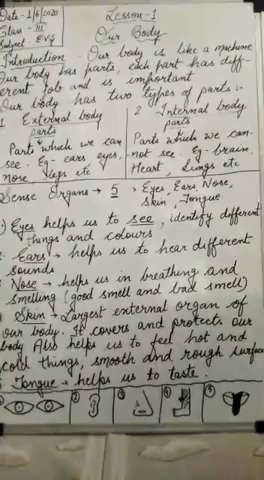 Date - 1/6/2020
Class - III
Subject - EVS
Lesson - 1
Our Body
Introduction - Our body is like a machine
Our body has parts, each part has diff-
erent job and is important
Our body has two types of parts :-
1 External body parts
Parts which we can
see. Eg - ears, eyes,
nose, legs etc
2 Internal body parts
Parts which we can-
not see. Eg - brain,
Heart, Lungs etc
Sense Organs → 5 → Eyes, Ears, Nose,
Skin, Tongue
1) Eyes helps us to see, identify different
things and colours.
2 Ears → helps us to hear different
sounds
3 Nose → helps us in breathing and
smelling (good smell and bad smell)
4) Skin → Largest external organ of
our body. It covers and protects our
body Also helps us to feel hot and
cold things, smooth and rough surface
5 Tongue → helps us to taste.